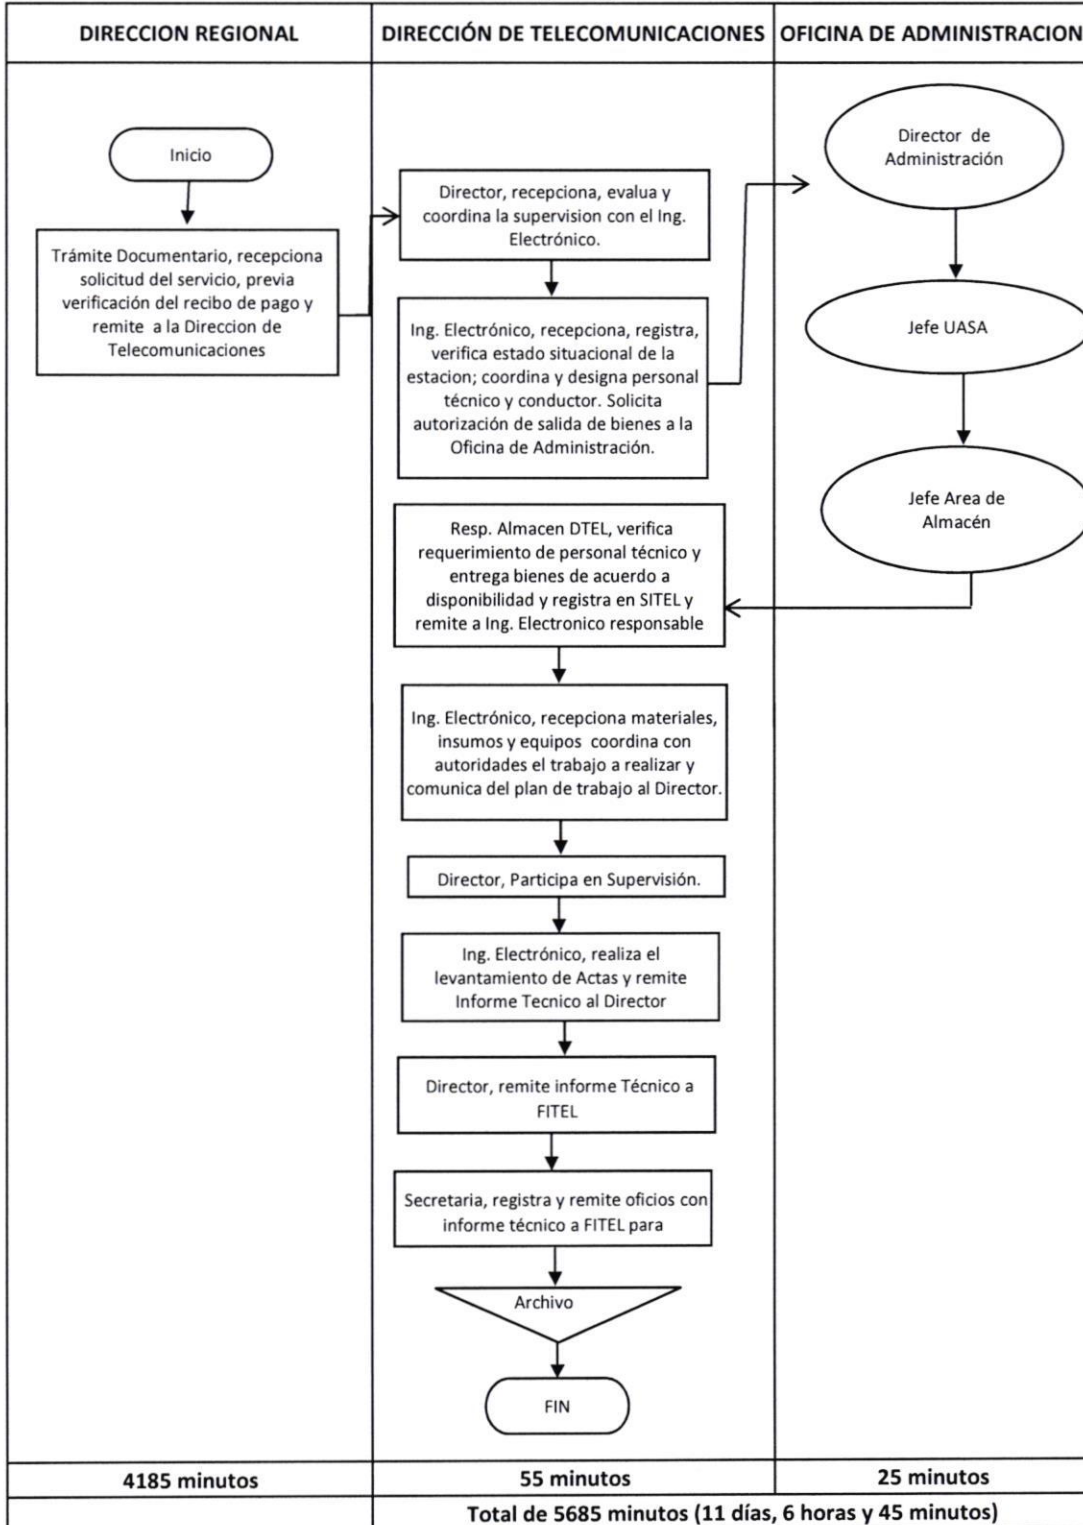 DIRECCION REGIONAL
DIRECCIÓN DE TELECOMUNICACIONES
OFICINA DE ADMINISTRACION
Inicio
Trámite Documentario, recepciona
solicitud del servicio, previa
verificación del recibo de pago y
remite a la Direccion de
Telecomunicaciones
Director, recepciona, evalua y
coordina la supervision con el Ing.
Electrónico.
Ing. Electrónico, recepciona, registra,
verifica estado situacional de la
estacion; coordina y designa personal
técnico y conductor. Solicita
autorización de salida de bienes a la
Oficina de Administración.
Director de
Administración
Jefe UASA
Jefe Area de
Almacén
Resp. Almacen DTEL, verifica
requerimiento de personal técnico y
entrega bienes de acuerdo a
disponibilidad y registra en SITEL y
remite a Ing. Electronico responsable
Ing. Electrónico, recepciona materiales,
insumos y equipos coordina con
autoridades el trabajo a realizar y
comunica del plan de trabajo al Director.
Director, Participa en Supervisión.
Ing. Electrónico, realiza el
levantamiento de Actas y remite
Informe Tecnico al Director
Director, remite informe Técnico a
FITEL
Secretaria, registra y remite oficios con
informe técnico a FITEL para
Archivo
FIN
4185 minutos
55 minutos
25 minutos
Total de 5685 minutos (11 días, 6 horas y 45 minutos)